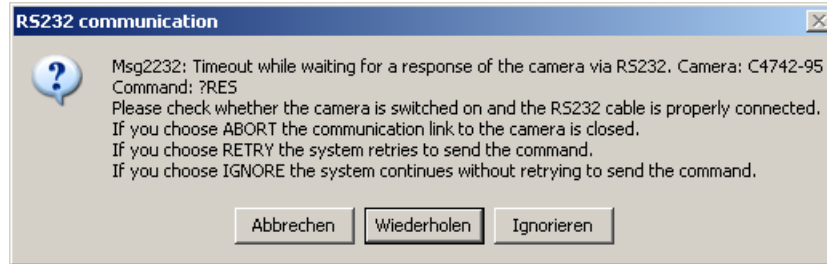 RS232 communication
Msg2232: Timeout while waiting for a response of the camera via RS232. Camera: C4742-95
Command: ?RES
Please check whether the camera is switched on and the RS232 cable is properly connected.
If you choose ABORT the communication link to the camera is closed.
If you choose RETRY the system retries to send the command.
If you choose IGNORE the system continues without retrying to send the command.
Abbrechen Wiederholen Ignorieren